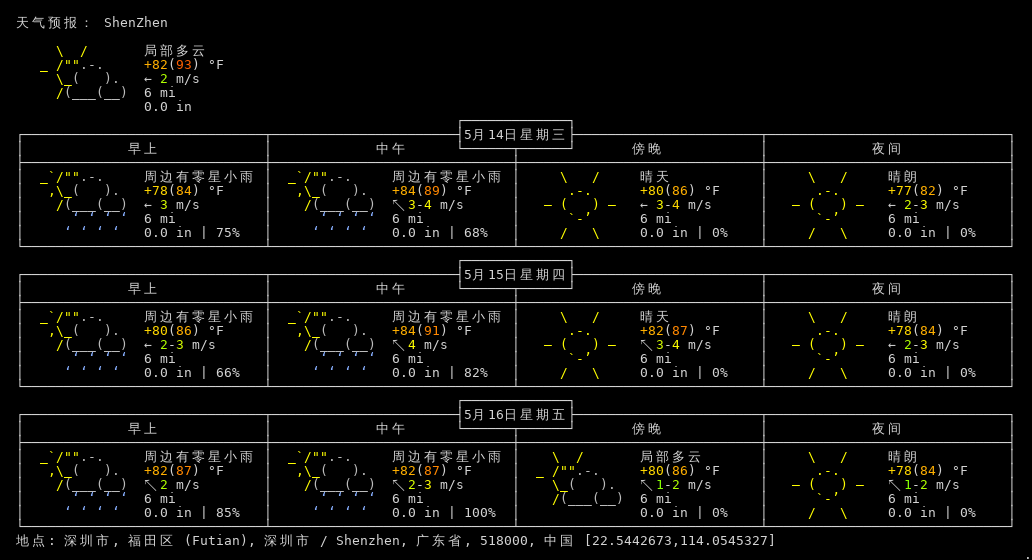 天气预报： ShenZhen
局部多云
+82(93) °F
← 2 m/s
6 mi
0.0 in
5月14日星期三
早上 中午 傍晚 夜间
周边有零星小雨 周边有零星小雨 晴天 晴朗
+78(84) °F +84(89) °F +80(86) °F +77(82) °F
← 3 m/s ↖ 3-4 m/s ← 3-4 m/s ← 2-3 m/s
6 mi 6 mi 6 mi 6 mi
0.0 in | 75% 0.0 in | 68% 0.0 in | 0% 0.0 in | 0%
5月15日星期四
早上 中午 傍晚 夜间
周边有零星小雨 周边有零星小雨 晴天 晴朗
+80(86) °F +84(91) °F +82(87) °F +78(84) °F
← 2-3 m/s ↖ 4 m/s ↖ 3-4 m/s ← 2-3 m/s
6 mi 6 mi 6 mi 6 mi
0.0 in | 66% 0.0 in | 82% 0.0 in | 0% 0.0 in | 0%
5月16日星期五
早上 中午 傍晚 夜间
周边有零星小雨 周边有零星小雨 局部多云 晴朗
+82(87) °F +82(87) °F +80(86) °F +78(84) °F
↖ 2 m/s ↖ 2-3 m/s ↖ 1-2 m/s ↖ 1-2 m/s
6 mi 6 mi 6 mi 6 mi
0.0 in | 85% 0.0 in | 100% 0.0 in | 0% 0.0 in | 0%
地点: 深圳市, 福田区 (Futian), 深圳市 / Shenzhen, 广东省, 518000, 中国 [22.5442673,114.0545327]